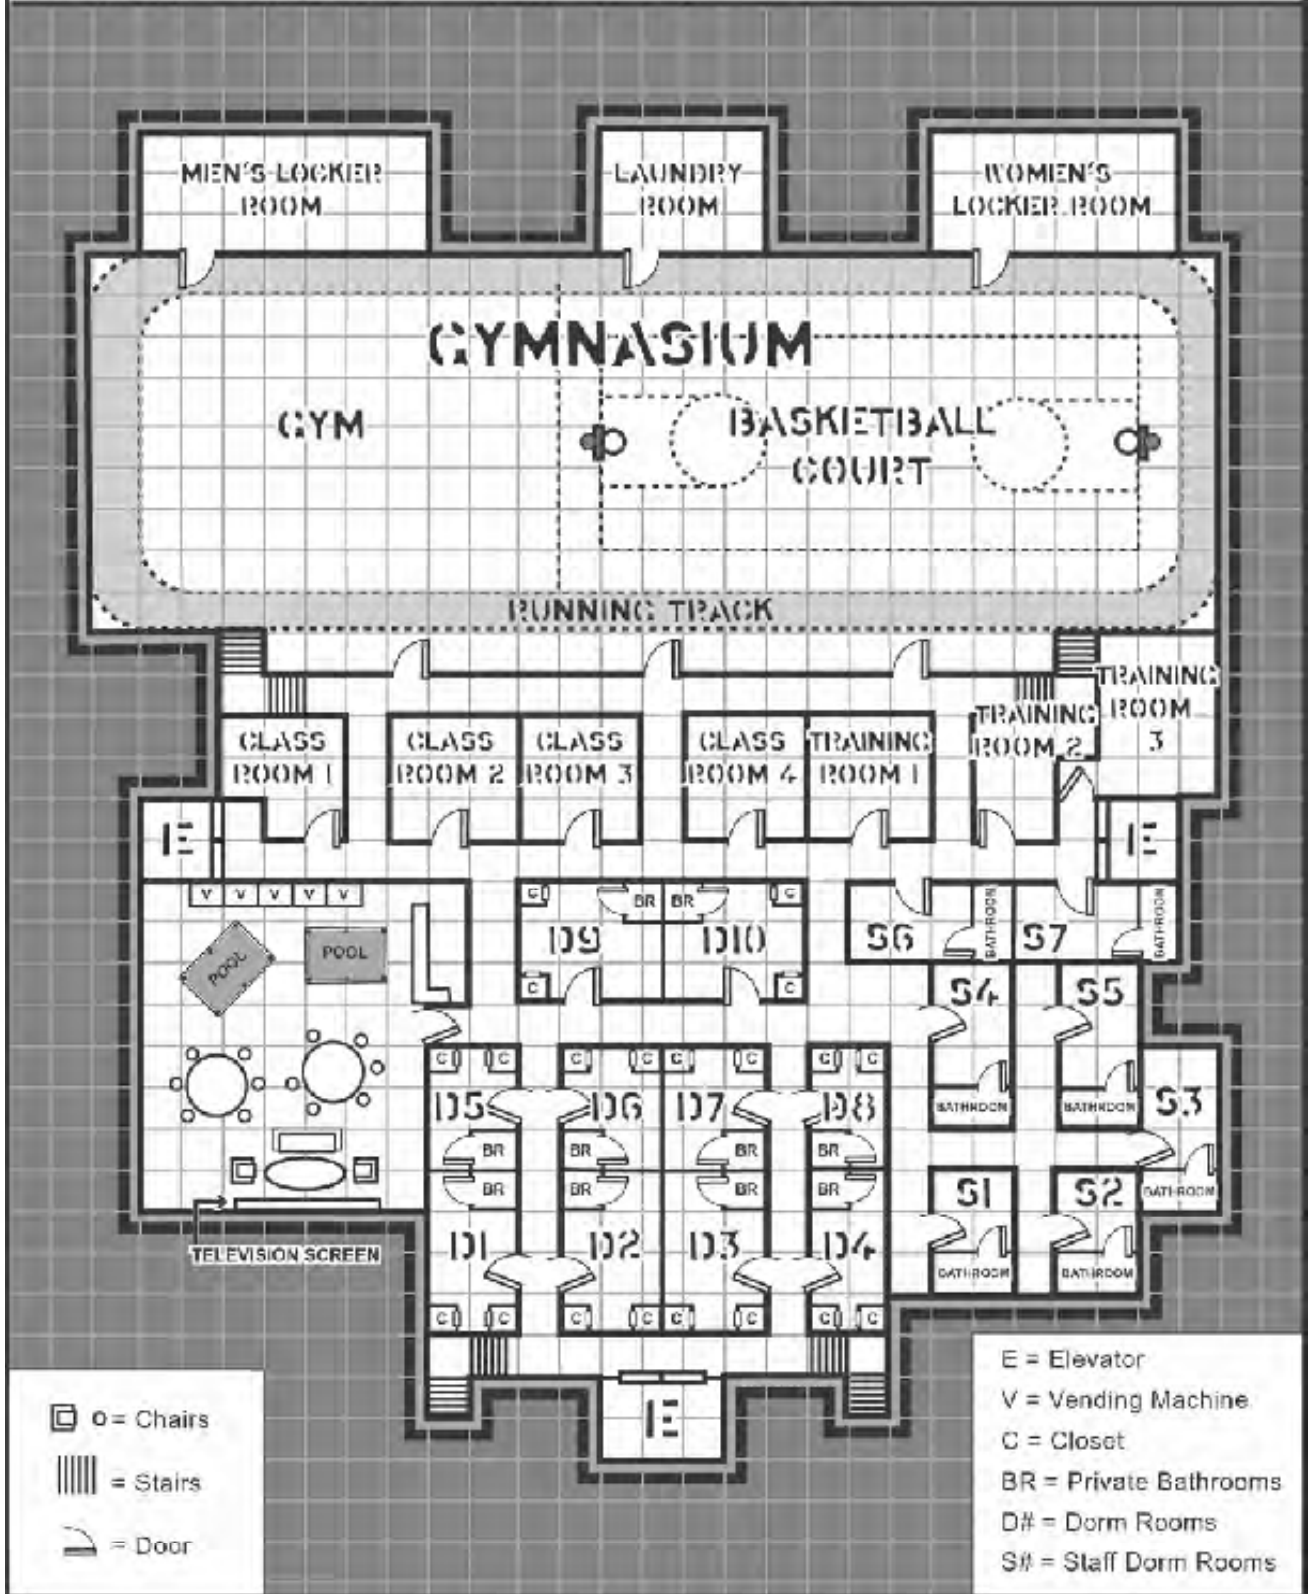 MEN'S LOCKER
ROOM
LAUNDRY
ROOM
WOMEN'S
LOCKER ROOM
GYMNASIUM
GYM
BASKETBALL
COURT
RUNNING TRACK
CLASS
ROOM 1
CLASS
ROOM 2
CLASS
ROOM 3
CLASS
ROOM 4
TRAINING
ROOM 1
TRAINING
ROOM 2
TRAINING
ROOM
3
E
E
V V V V V
POOL
POOL
C
BR
BR
C
D9
D10
C
C
S6
BATHROOM
S7
BATHROOM
S4
S5
BATHROOM
BATHROOM
S3
BATHROOM
C C C C C C C C
D5
D6
D7
D8
BR
BR
BR
BR
BR
BR
BR
BR
D1
D2
D3
D4
C C C C C C C C
S1
S2
BATHROOM
BATHROOM
TELEVISION SCREEN
E
= Chairs
= Stairs
= Door
E = Elevator
V = Vending Machine
C = Closet
BR = Private Bathrooms
D# = Dorm Rooms
S# = Staff Dorm Rooms